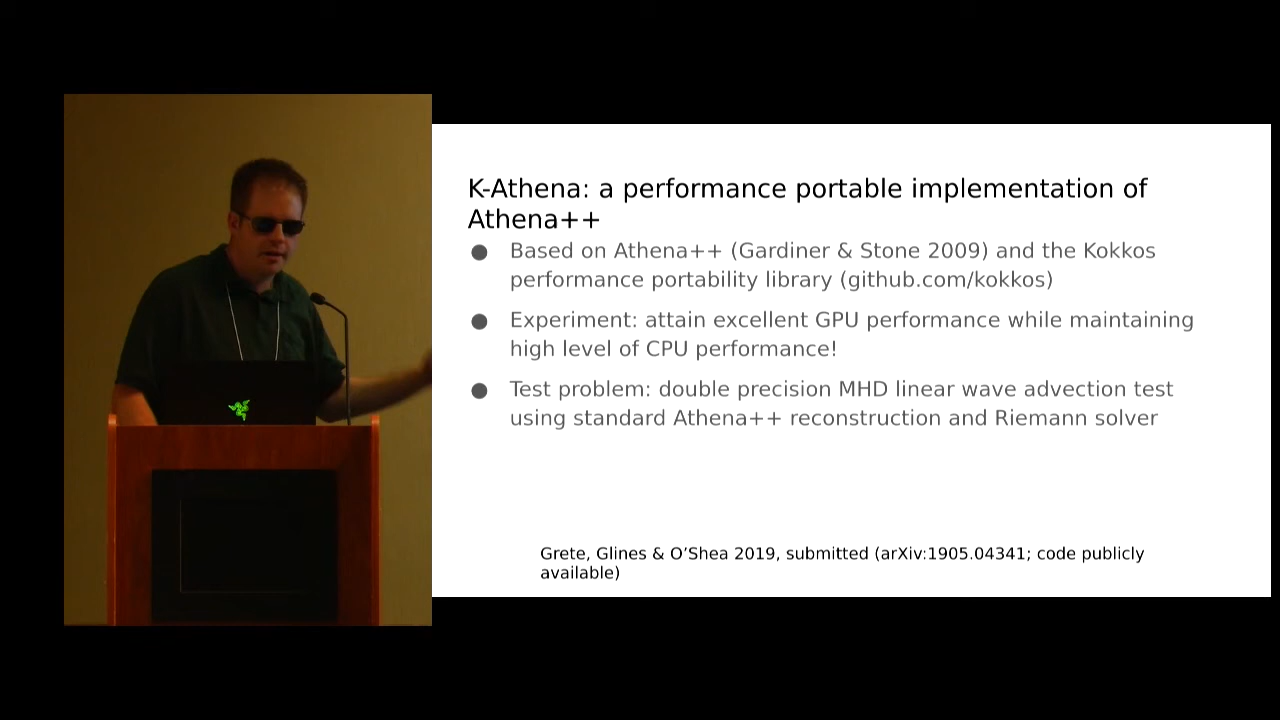 K-Athena: a performance portable implementation of
Athena++
● Based on Athena++ (Gardiner & Stone 2009) and the Kokkos
performance portability library (github.com/kokkos)
● Experiment: attain excellent GPU performance while maintaining
high level of CPU performance!
● Test problem: double precision MHD linear wave advection test
using standard Athena++ reconstruction and Riemann solver
Grete, Glines & O’Shea 2019, submitted (arXiv:1905.04341; code publicly
available)